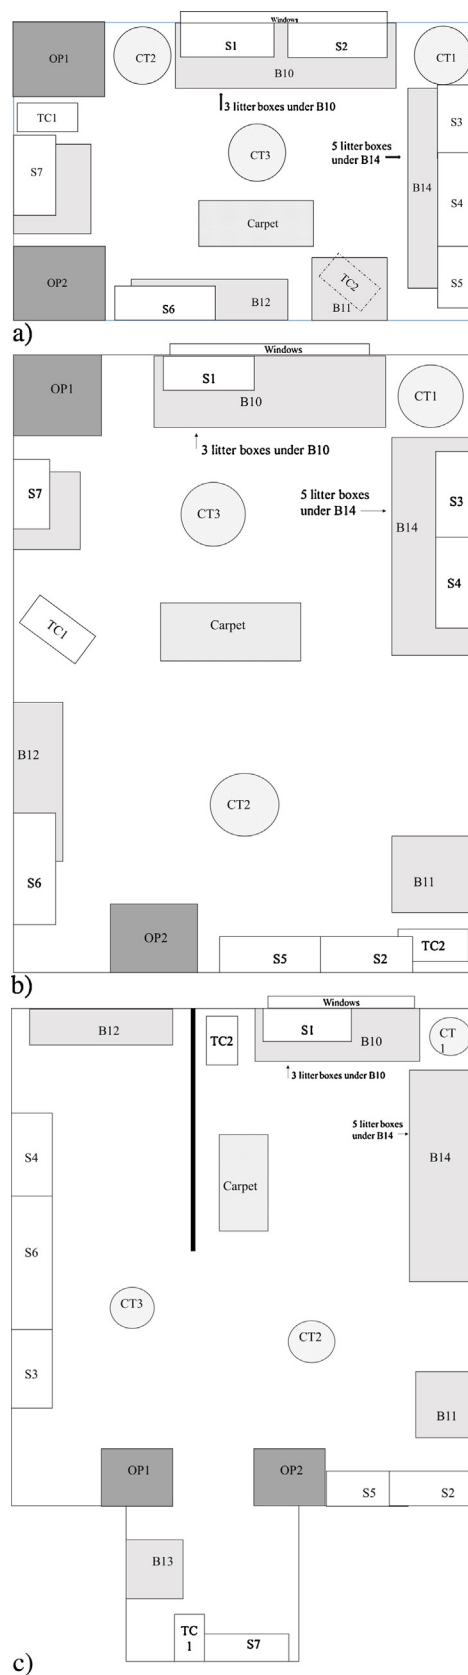 Windows
OP1
CT2
S1
S2
CT1
B10
3 litter boxes under B10
TC1
S3
5 litter boxes
under B14
S7
CT3
B14
S4
Carpet
OP2
TC2
S5
S6
B12
B11
a)
Windows
OP1
S1
CT1
B10
3 litter boxes under B10
S7
5 litter boxes
under B14
S3
CT3
B14
S4
TC1
Carpet
B12
CT2
S6
B11
OP2
TC2
S5
S2
b)
Windows
B12
TC2
S1
B10
CT
1
3 litter boxes under B10
5 litter boxes
under B14
S4
B14
Carpet
S6
CT3
CT2
S3
B11
OP1
OP2
S5
S2
B13
TC
1
S7
c)